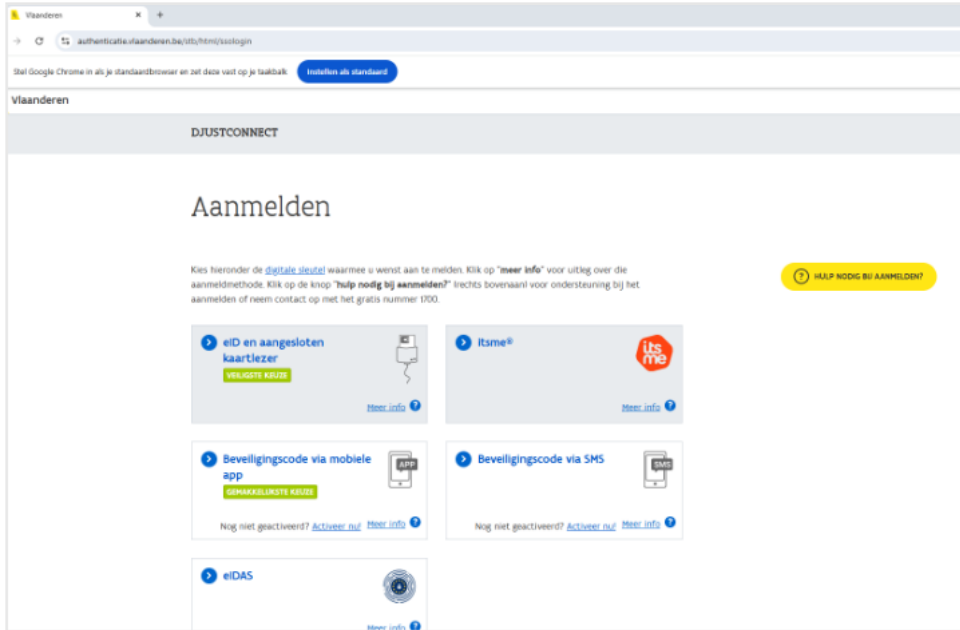 Vlaanderen
authenticatie.vlaanderen.be/stb/html/ssologin
Stel Google Chrome in als je standaardbrowser en zet deze vast op je taakbalk
Instellen als standaard
Vlaanderen
DJUSTCONNECT
Aanmelden
Kies hieronder de digitale sleutel waarmee u wenst aan te melden. Klik op "meer info" voor uitleg over die
aanmeldmethode. Klik op de knop "hulp nodig bij aanmelden?" (rechts bovenaan) voor ondersteuning bij het
aanmelden of neem contact op met het gratis nummer 1700.
HULP NODIG BIJ AANMELDEN?
eID en aangesloten
kaartlezer
VEILIGSTE KEUZE
Meer info
itsme®
its
me
Meer info
Beveiligingscode via mobiele
app
APP
GEMAKKELIJKSTE KEUZE
Nog niet geactiveerd? Activeer nu! Meer info
Beveiligingscode via SMS
SMS
Nog niet geactiveerd? Activeer nu! Meer info
eIDAS
Meer info